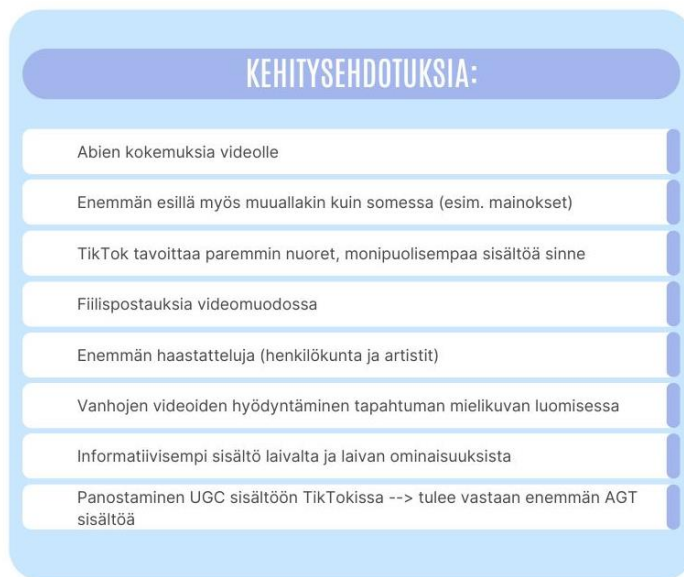 KEHITYSEHDOTUKSIA:
Abien kokemuksia videolle
Enemmän esillä myös muuallakin kuin somessa (esim. mainokset)
TikTok tavoittaa paremmin nuoret, monipuolisempaa sisältöä sinne
Fiilispostauksia videomuodossa
Enemmän haastatteluja (henkilökunta ja artistit)
Vanhojen videoiden hyödyntäminen tapahtuman mielikuvan luomisessa
Informatiivisempi sisältö laivalta ja laivan ominaisuuksista
Panostaminen UGC sisältöön TikTokissa --> tulee vastaan enemmän AGT
sisältöä